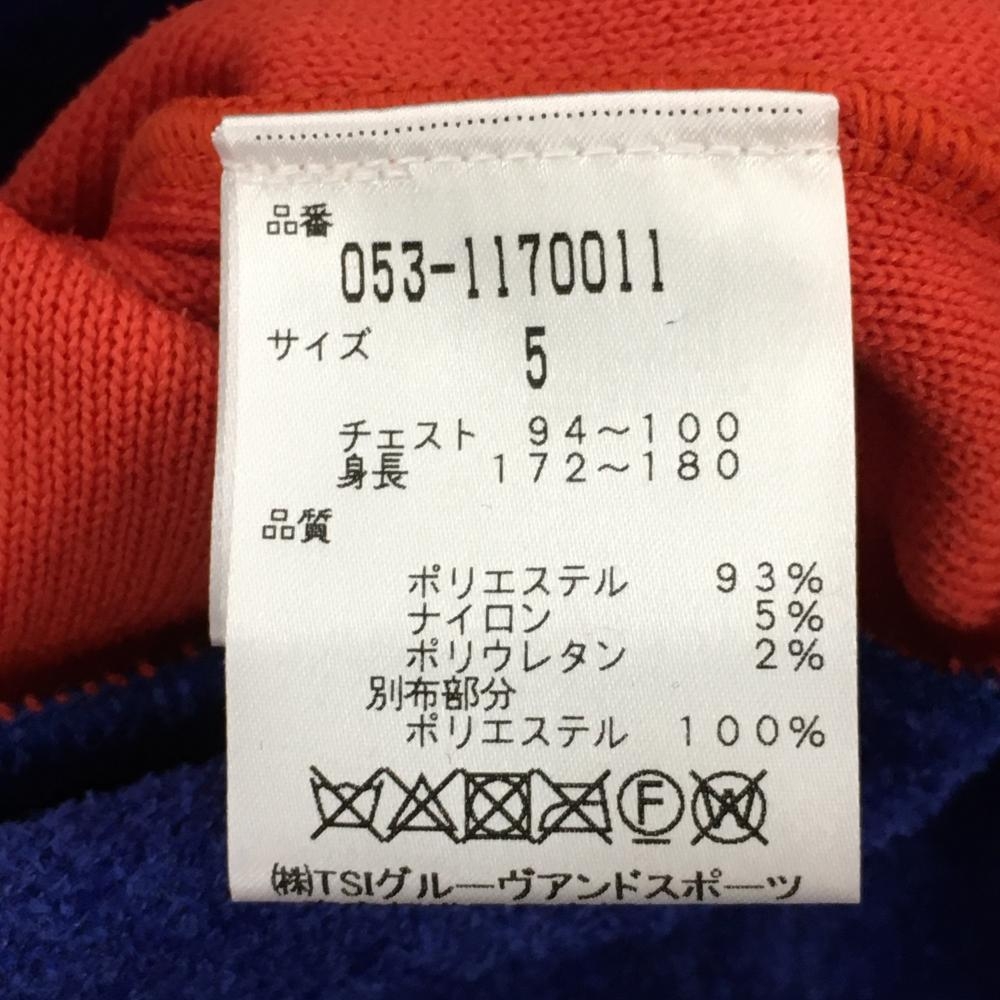 品番
053-1170011
サイズ 5
チェスト 94～100
身長 172～180
品質
ポリエステル 93%
ナイロン 5%
ポリウレタン 2%
別布部分
ポリエステル 100%
F W
㈱TSIグルーヴアンドスポーツ